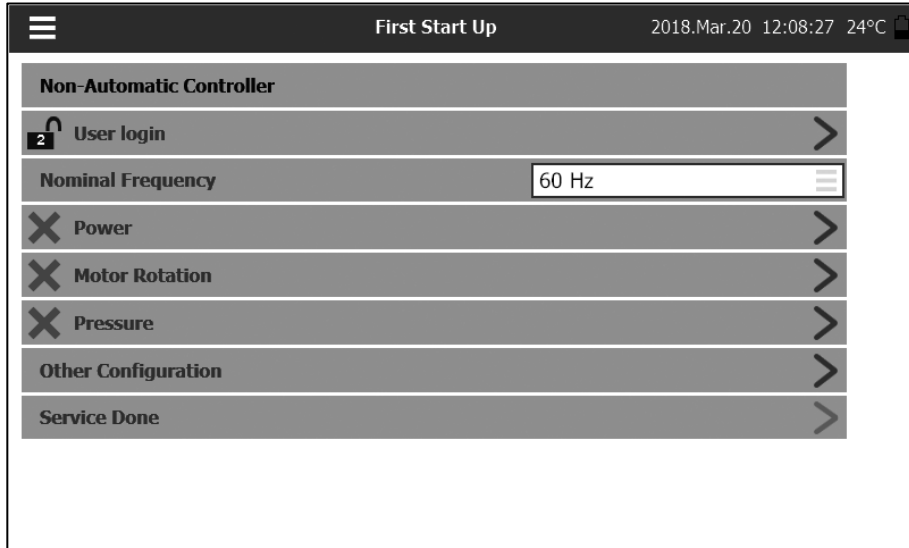 First Start Up 2018.Mar.20 12:08:27 24°C
Non-Automatic Controller
2 User login
Nominal Frequency 60 Hz
Power
Motor Rotation
Pressure
Other Configuration
Service Done